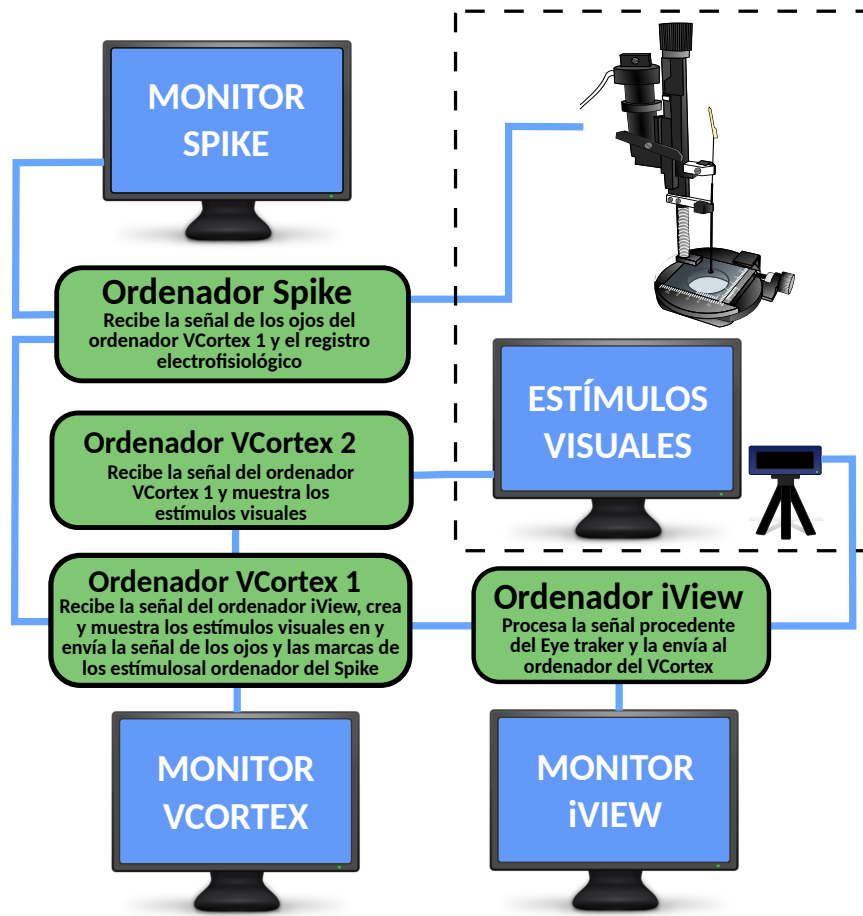 MONITOR
SPIKE
Ordenador Spike
Recibe la señal de los ojos del
ordenador VCortex 1 y el registro
electrofisiológico
ESTÍMULOS
VISUALES
Ordenador VCortex 2
Recibe la señal del ordenador
VCortex 1 y muestra los
estímulos visuales
Ordenador VCortex 1
Recibe la señal del ordenador iView, crea
y muestra los estímulos visuales en y
envía la señal de los ojos y las marcas de
los estímulosal ordenador del Spike
Ordenador iView
Procesa la señal procedente
del Eye traker y la envía al
ordenador del VCortex
MONITOR
VCORTEX
MONITOR
iVIEW